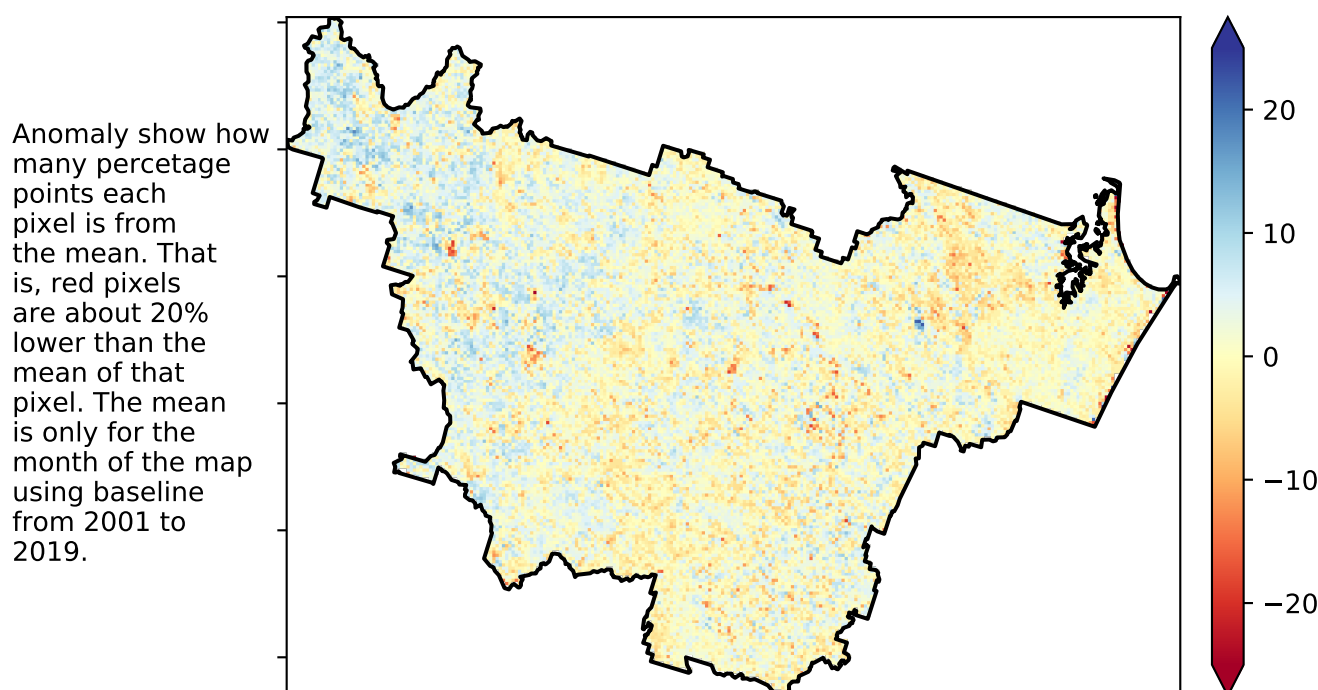 Anomaly show how
many percetage
points each
pixel is from
the mean. That
is, red pixels
are about 20%
lower than the
mean of that
pixel. The mean
is only for the
month of the map
using baseline
from 2001 to
2019.
20
10
0
−10
−20